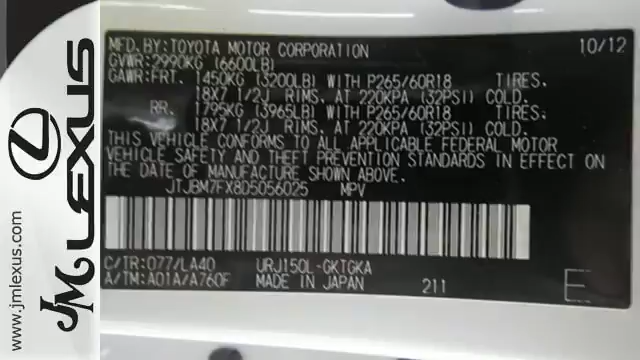 MFD. BY: TOYOTA MOTOR CORPORATION 10/12
GVWR: 2990KG (6600LB)
GAWR: FRT. 1450KG (3200LB) WITH P265/60R18 TIRES.
18X7 1/2J RIMS. AT 220KPA (32PSI) COLD.
RR. 1795KG (3965LB) WITH P265/60R18 TIRES.
18X7 1/2J RIMS. AT 220KPA (32PSI) COLD.
THIS VEHICLE CONFORMS TO ALL APPLICABLE FEDERAL MOTOR
VEHICLE SAFETY AND THEFT PREVENTION STANDARDS IN EFFECT ON
THE DATE OF MANUFACTURE SHOWN ABOVE.
JTJBM7FX8D5056025 MPV
C/TR: 077/LA40 URJ150L-GKTGKA
A/TM: A01A/A760F MADE IN JAPAN 211 E
JM LEXUS
www.jmlexus.com